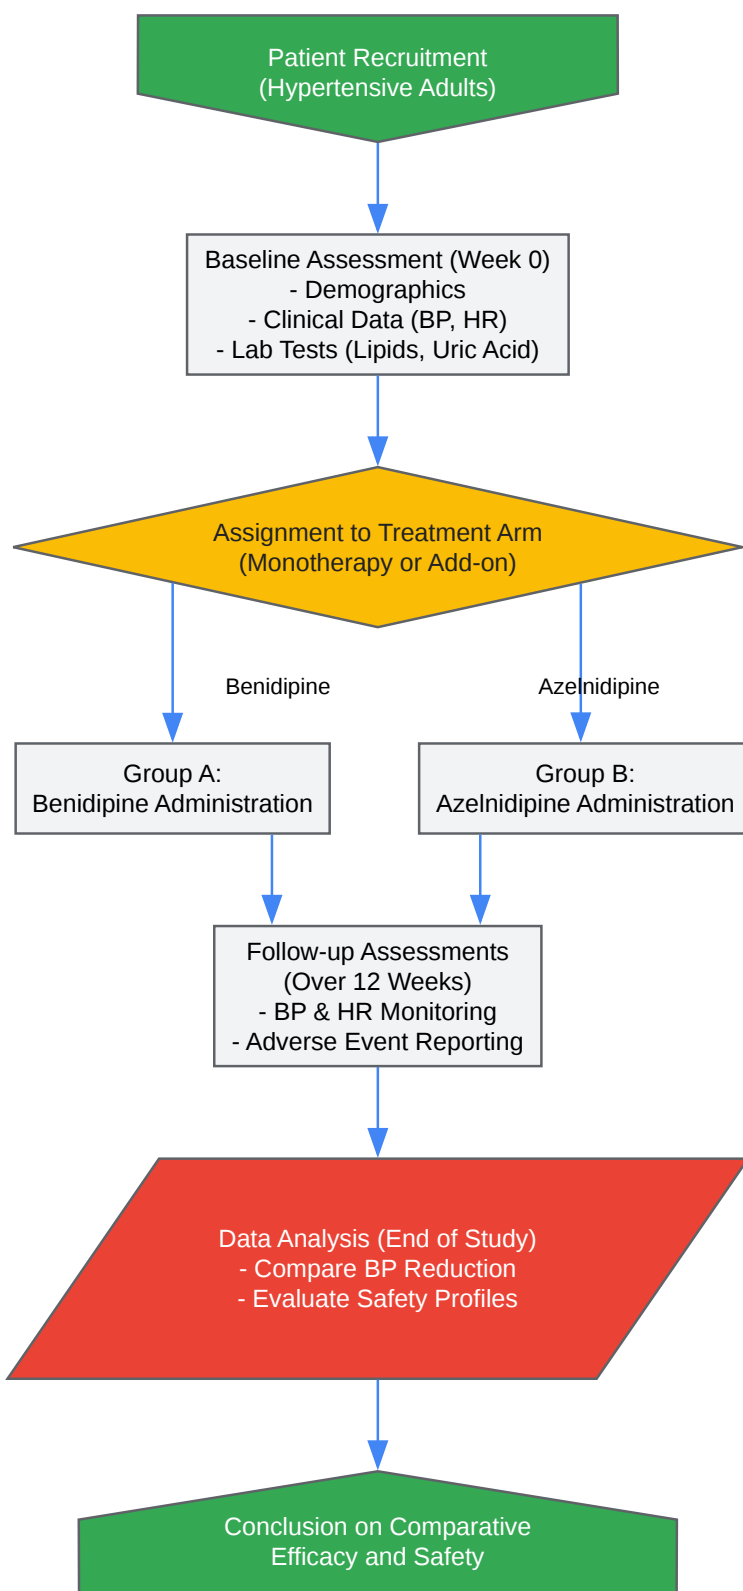 Patient Recruitment
(Hypertensive Adults)
Baseline Assessment (Week 0)
- Demographics
- Clinical Data (BP, HR)
- Lab Tests (Lipids, Uric Acid)
Assignment to Treatment Arm
(Monotherapy or Add-on)
Benidipine
Azelnidipine
Group A:
Benidipine Administration
Group B:
Azelnidipine Administration
Follow-up Assessments
(Over 12 Weeks)
- BP & HR Monitoring
- Adverse Event Reporting
Data Analysis (End of Study)
- Compare BP Reduction
- Evaluate Safety Profiles
Conclusion on Comparative
Efficacy and Safety